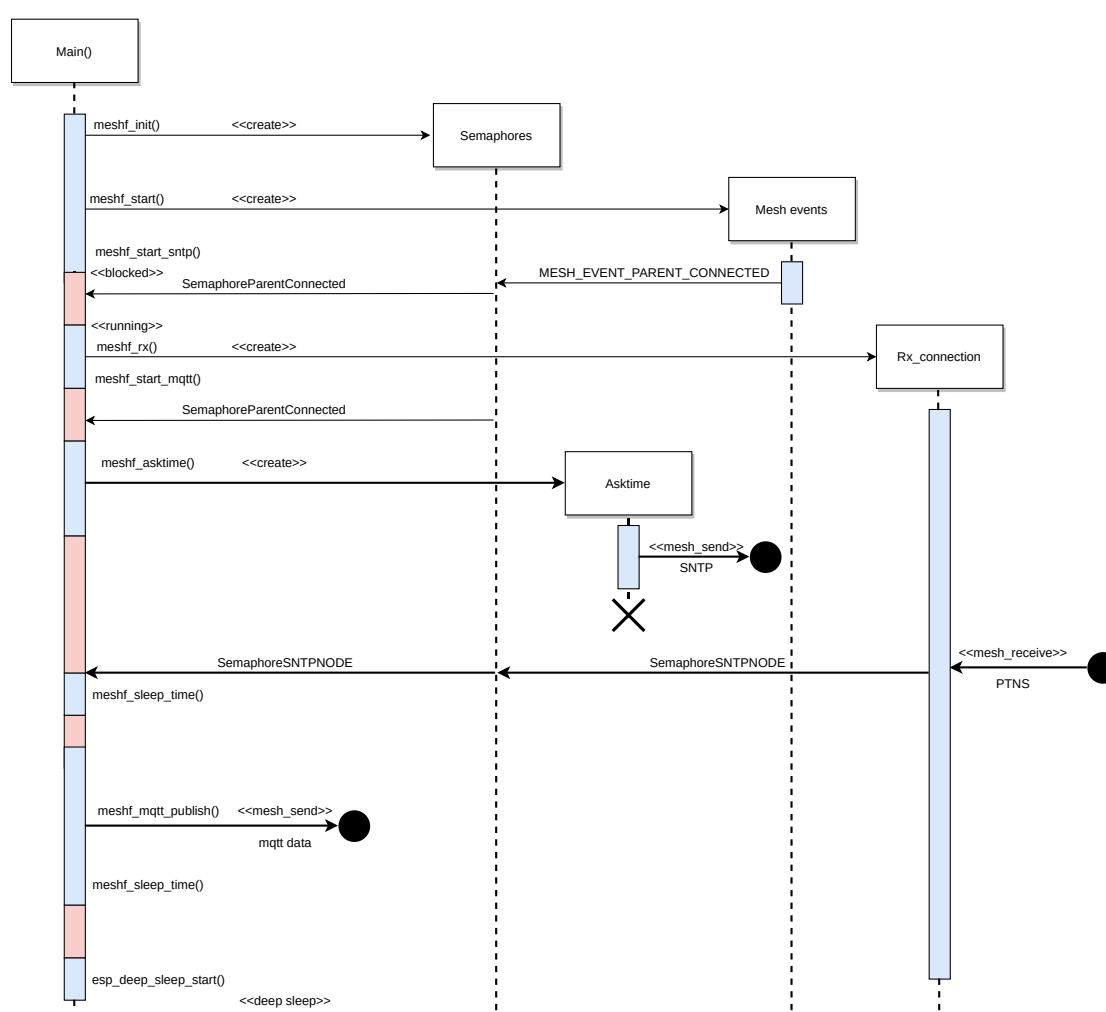 Main()
meshf_init()
<<create>>
Semaphores
meshf_start()
<<create>>
Mesh events
meshf_start_sntp()
<<blocked>>
MESH_EVENT_PARENT_CONNECTED
SemaphoreParentConnected
<<running>>
meshf_rx()
<<create>>
Rx_connection
meshf_start_mqtt()
SemaphoreParentConnected
meshf_asktime()
<<create>>
Asktime
<<mesh_send>>
SNTP
<<mesh_receive>>
SemaphoreSNTPNODE
SemaphoreSNTPNODE
PTNS
meshf_sleep_time()
meshf_mqtt_publish()
<<mesh_send>>
mqtt data
meshf_sleep_time()
esp_deep_sleep_start()
<<deep sleep>>